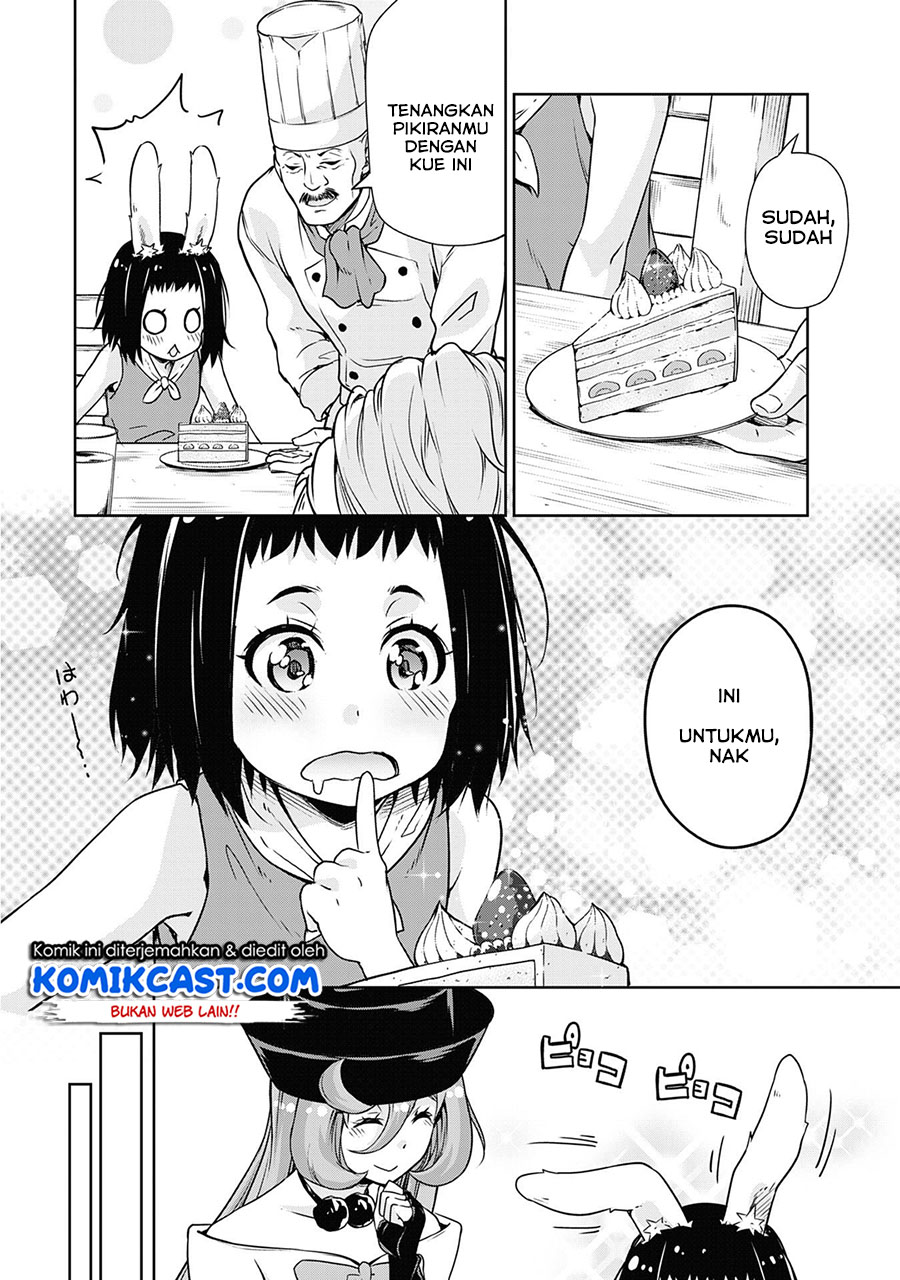 SUDAH,
SUDAH
TENANGKAN
PIKIRANMU
DENGAN
KUE INI
INI
UNTUKMU,
NAK
はわー…
Komik ini diterjemahkan & diedit oleh
KOMIKCAST.COM
BUKAN WEB LAIN!!
ピョコ
ピョコ